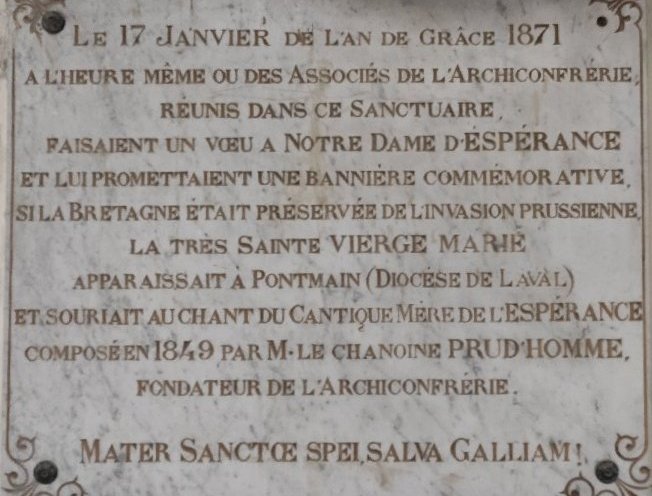 LE 17 JANVIER DE L'AN DE GRÂCE 1871
A L'HEURE MÊME OU DES ASSOCIÉS DE L'ARCHICONFRÉRIE,
RÉUNIS DANS CE SANCTUAIRE,
FAISAIENT UN VŒU A NOTRE DAME D'ESPÉRANCE
ET LUI PROMETTAIENT UNE BANNIÈRE COMMÉMORATIVE,
SI LA BRETAGNE ÉTAIT PRÉSERVÉE DE L'INVASION PRUSSIENNE,
LA TRÈS SAINTE VIERGE MARIE
APPARAISSAIT À PONTMAIN (DIOCÈSE DE LAVAL)
ET SOURIAIT AU CHANT DU CANTIQUE MÈRE DE L'ESPÉRANCE
COMPOSÉ EN 1849 PAR M. LE CHANOINE PRUD'HOMME,
FONDATEUR DE L'ARCHICONFRÉRIE.
MATER SANCTŒ SPEI, SALVA GALLIAM!